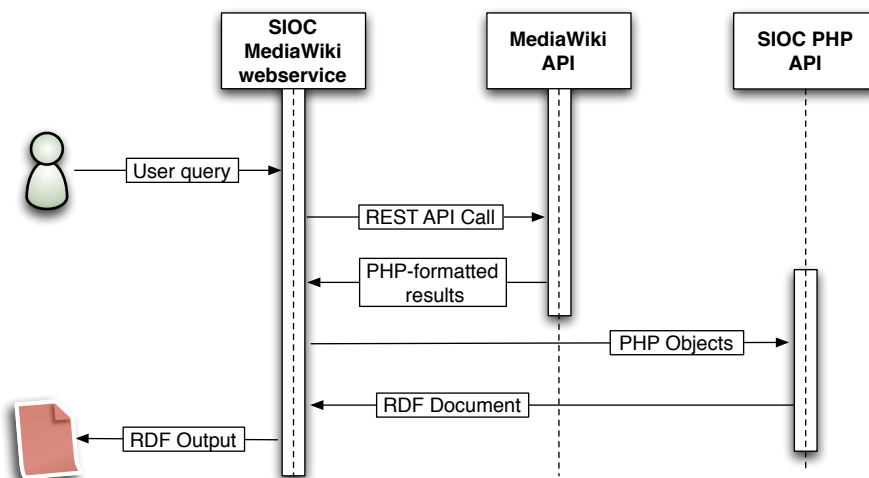 SIOC
MediaWiki
webservice
MediaWiki
API
SIOC PHP
API
User query
REST API Call
PHP-formatted
results
PHP Objects
RDF Document
RDF Output